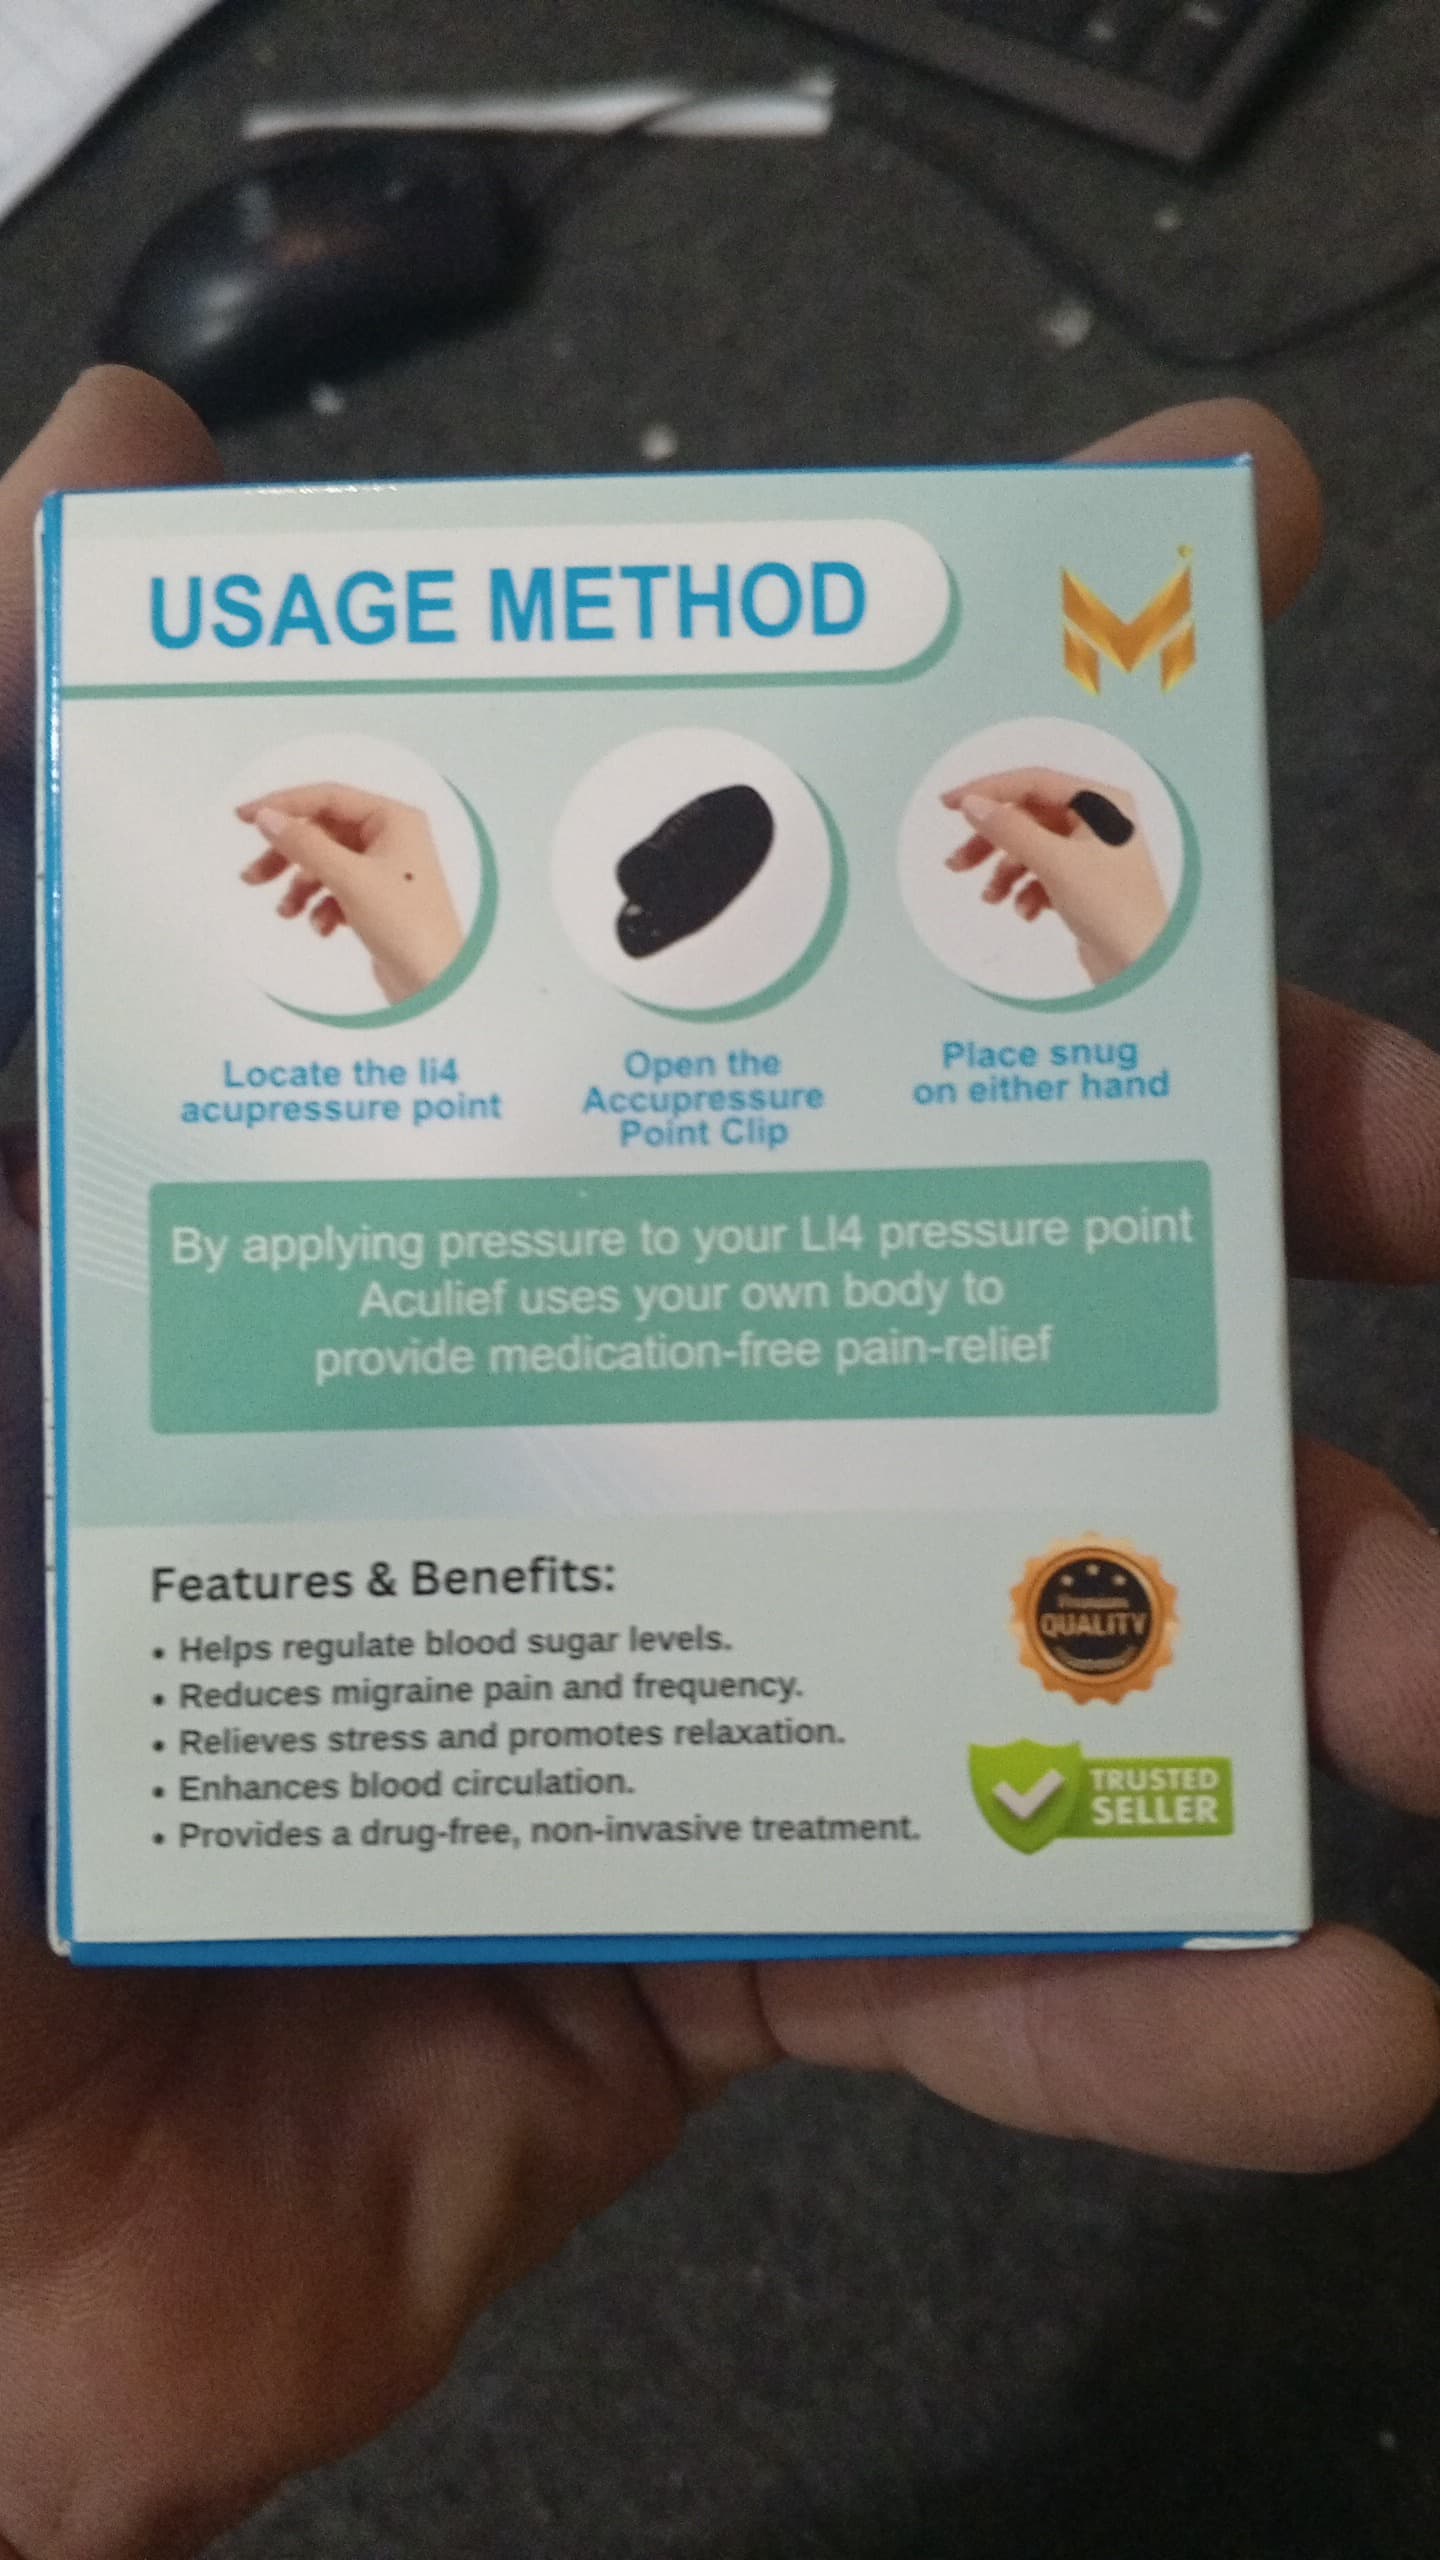 USAGE METHOD
Locate the li4
acupressure point
Open the
Accupressure
Point Clip
Place snug
on either hand
By applying pressure to your LI4 pressure point
Aculief uses your own body to
provide medication-free pain-relief
Features & Benefits:
• Helps regulate blood sugar levels.
• Reduces migraine pain and frequency.
• Relieves stress and promotes relaxation.
• Enhances blood circulation.
• Provides a drug-free, non-invasive treatment.
QUALITY
TRUSTED
SELLER